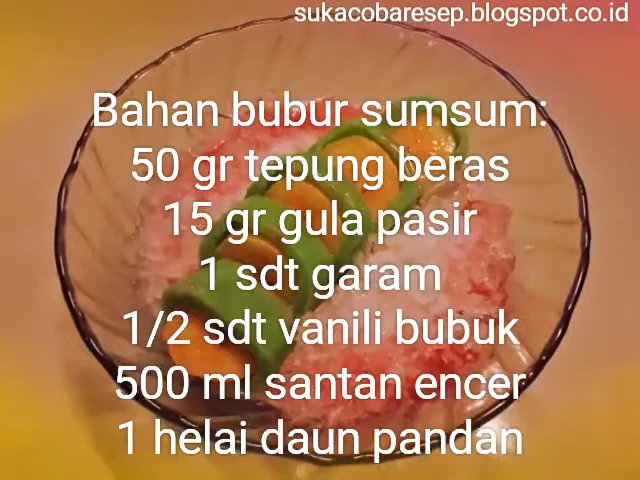 sukacobaresep.blogspot.co.id
Bahan bubur sumsum:
50 gr tepung beras
15 gr gula pasir
1 sdt garam
1/2 sdt vanili bubuk
500 ml santan encer
1 helai daun pandan